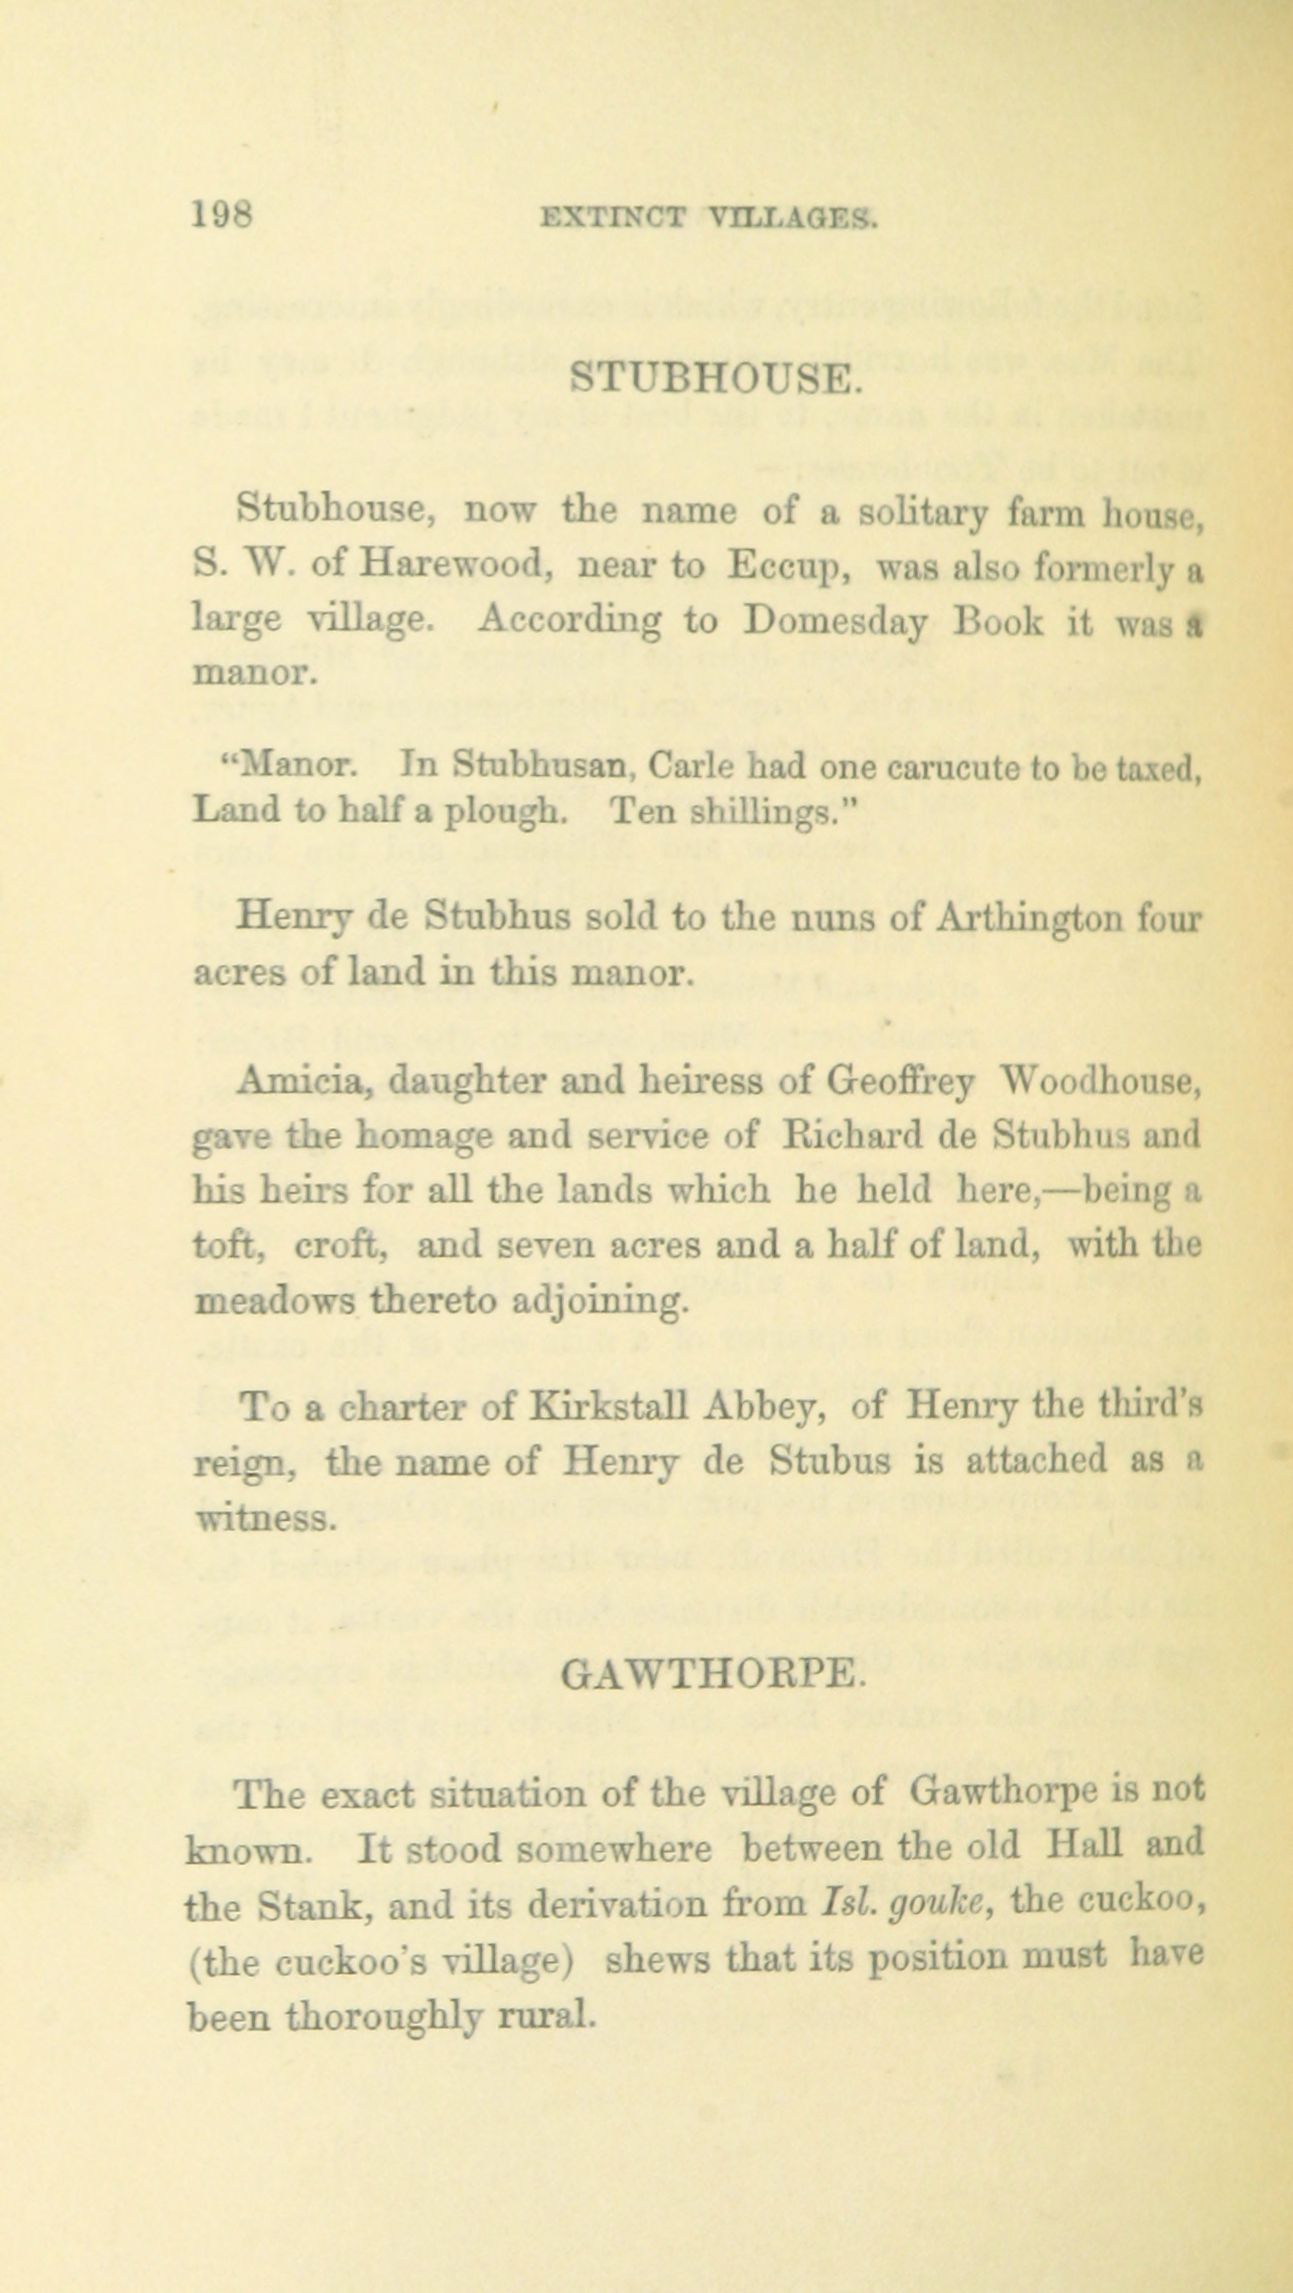 198 EXTINCT VILLAGES.
STUBHOUSE.
Stubhouse, now the name of a solitary farm house,
S. W. of Harewood, near to Eccup, was also formerly a
large village. According to Domesday Book it was a
manor.
"Manor. In Stubhusan, Carle had one carucute to be taxed,
Land to half a plough. Ten shillings."
Henry de Stubhus sold to the nuns of Arthington four
acres of land in this manor.
Amicia, daughter and heiress of Geoffrey Woodhouse,
gave the homage and service of Richard de Stubhus and
his heirs for all the lands which he held here,—being a
toft, croft, and seven acres and a half of land, with the
meadows thereto adjoining.
To a charter of Kirkstall Abbey, of Henry the third's
reign, the name of Henry de Stubus is attached as a
witness.
GAWTHORPE.
The exact situation of the village of Gawthorpe is not
known. It stood somewhere between the old Hall and
the Stank, and its derivation from Isl. gouke, the cuckoo,
(the cuckoo's village) shews that its position must have
been thoroughly rural.